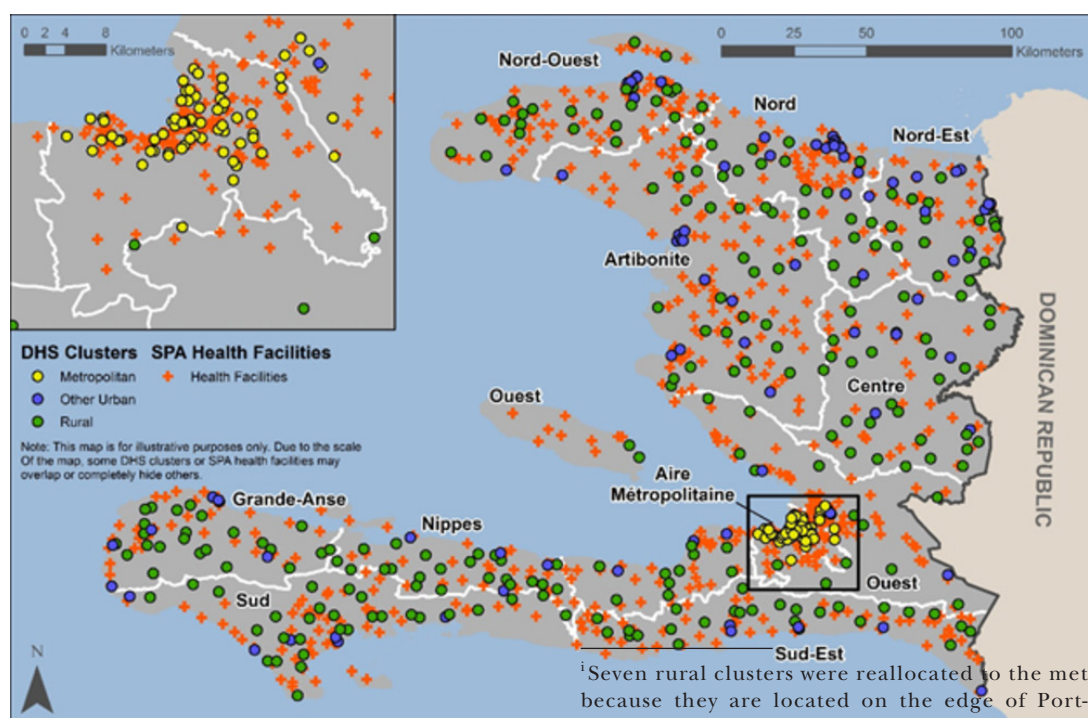 0 2 4 8
Kilometers
0 25 50 100
Kilometers
Nord-Ouest
Nord
Nord-Est
Artibonite
DOMINICAN REPUBLIC
DHS Clusters SPA Health Facilities
Metropolitan Health Facilities
Other Urban
Rural
Note: This map is for illustrative purposes only. Due to the scale
Of the map, some DHS clusters or SPA health facilities may
overlap or completely hide others.
Centre
Ouest
Aire
Métropolitaine
Grande-Anse
Nippes
Ouest
Sud
Sud-Est
N
i Seven rural clusters were reallocated to the met
because they are located on the edge of Port-